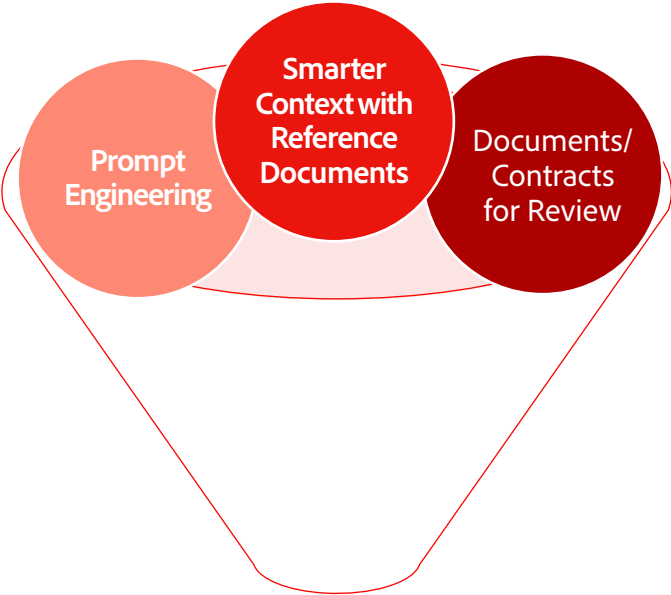 Prompt
Engineering
Smarter
Context with
Reference
Documents
Documents/
Contracts
for Review